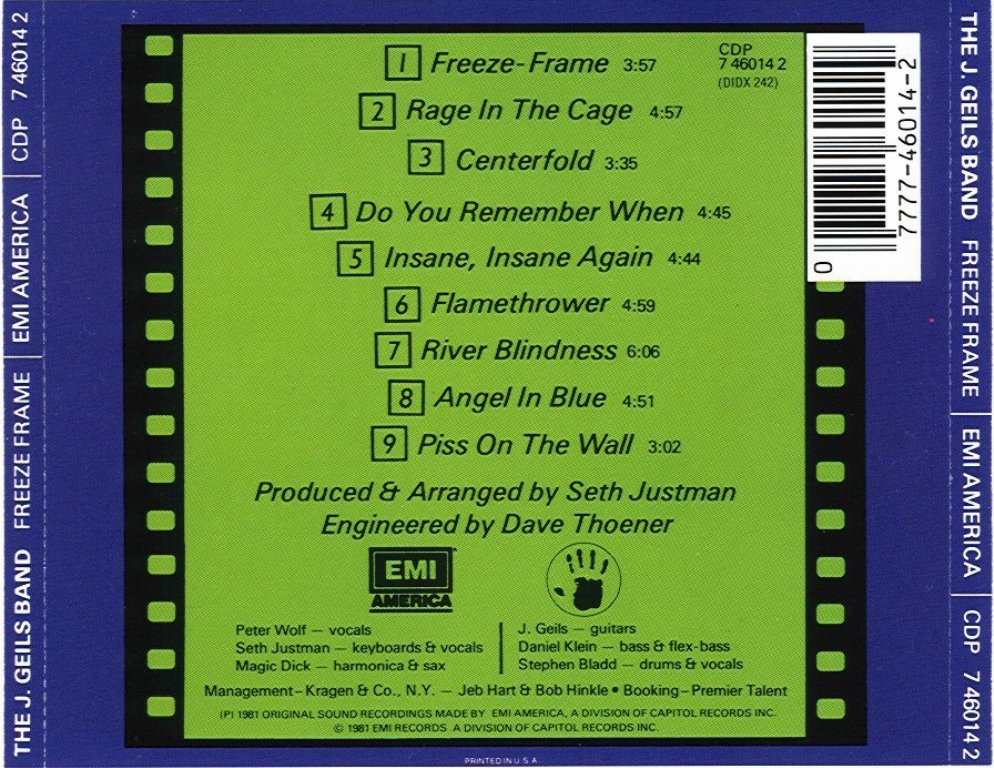 THE J. GEILS BAND FREEZE FRAME EMI AMERICA CDP 7 46014 2
1 Freeze-Frame 3:57
2 Rage In The Cage 4:57
3 Centerfold 3:35
4 Do You Remember When 4:45
5 Insane, Insane Again 4:44
6 Flamethrower 4:59
7 River Blindness 6:06
8 Angel In Blue 4:51
9 Piss On The Wall 3:02
CDP
7 46014 2
(DIDX 242)
0 7777-46014-2
Produced & Arranged by Seth Justman
Engineered by Dave Thoener
EMI
AMERICA
Peter Wolf — vocals
Seth Justman — keyboards & vocals
Magic Dick — harmonica & sax
J. Geils — guitars
Daniel Klein — bass & flex-bass
Stephen Bladd — drums & vocals
Management – Kragen & Co., N.Y. — Jeb Hart & Bob Hinkle • Booking – Premier Talent
(P) 1981 ORIGINAL SOUND RECORDINGS MADE BY EMI AMERICA, A DIVISION OF CAPITOL RECORDS INC.
© 1981 EMI RECORDS A DIVISION OF CAPITOL RECORDS INC.
PRINTED IN U S A
THE J. GEILS BAND FREEZE FRAME EMI AMERICA CDP 7 46014 2